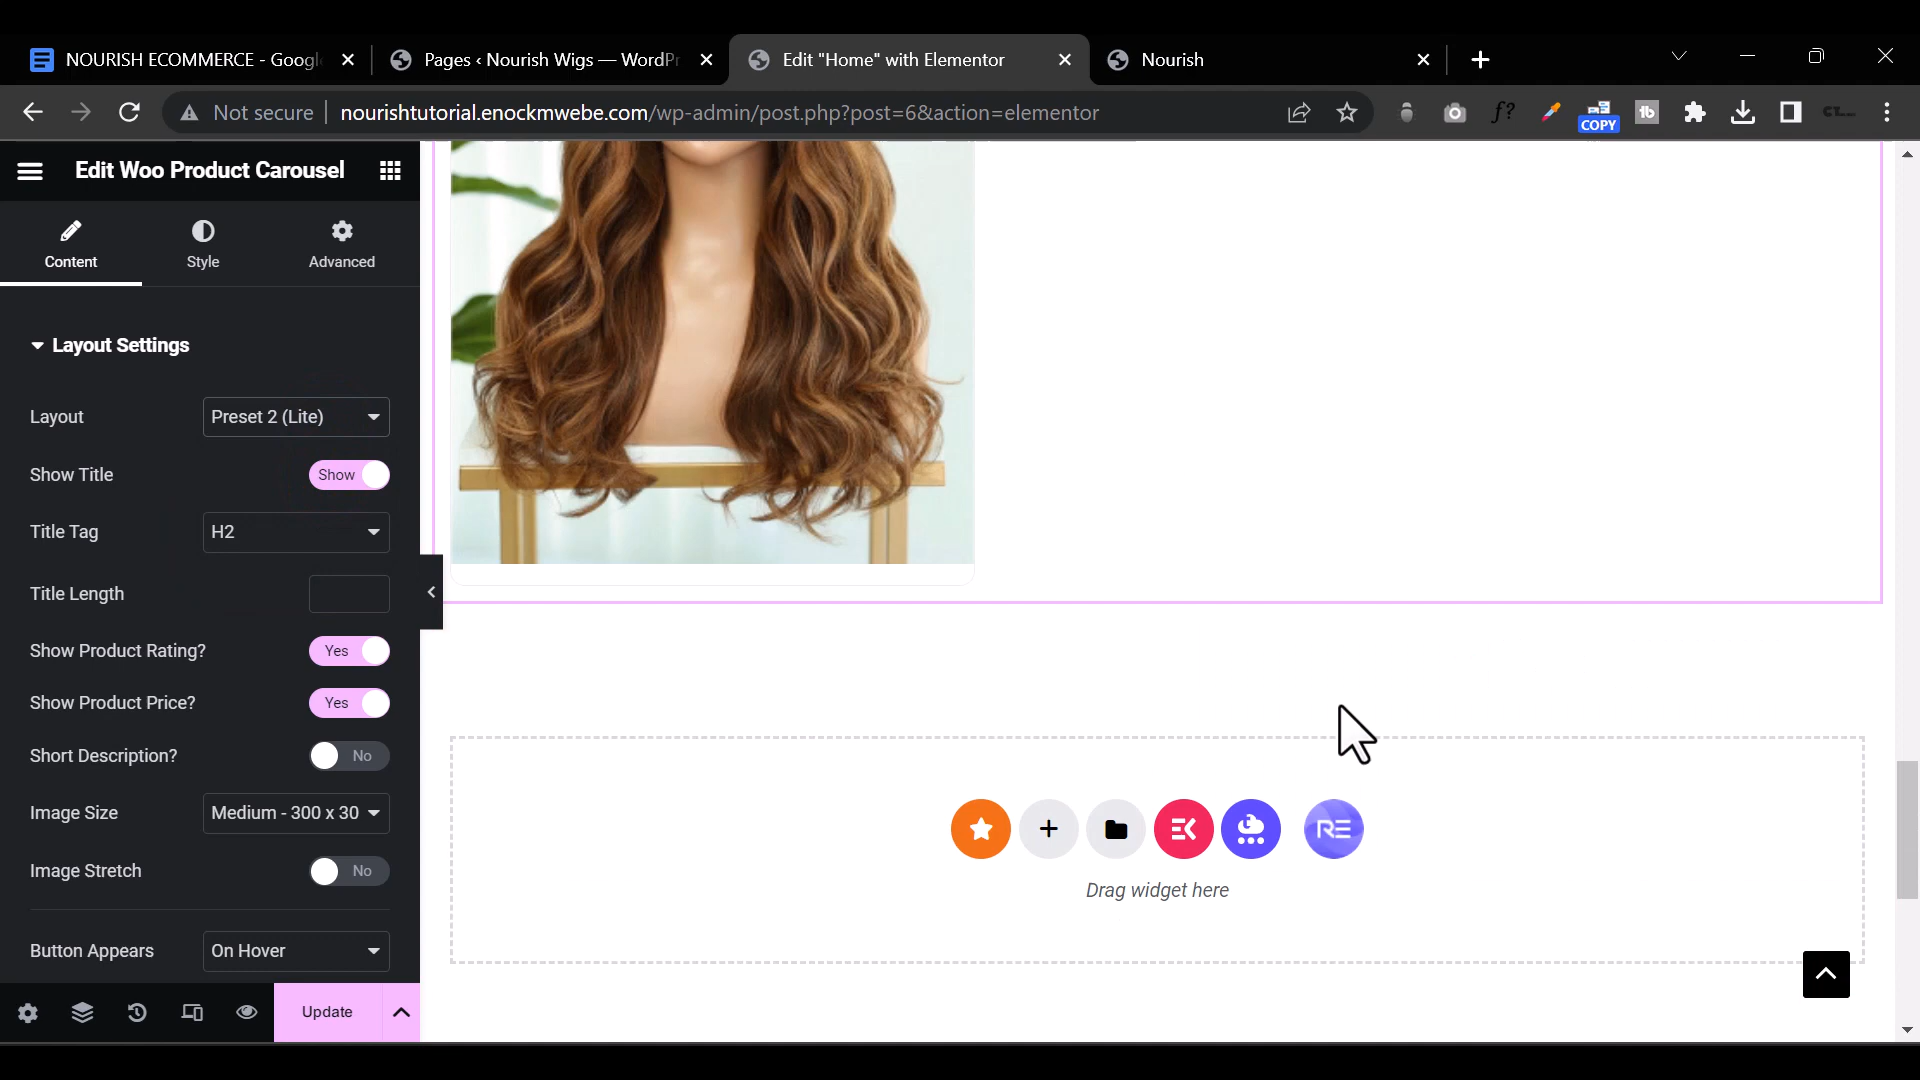 NOURISH ECOMMERCE - Googl
Pages ‹ Nourish Wigs — WordPr
Edit "Home" with Elementor
Nourish
Not secure
nourishtutorial.enockmwebe.com/wp-admin/post.php?post=6&action=elementor
f?
COPY
Edit Woo Product Carousel
Content
Style
Advanced
Layout Settings
Layout
Preset 2 (Lite)
Show Title
Show
Title Tag
H2
Title Length
Show Product Rating?
Yes
Show Product Price?
Yes
Short Description?
No
Image Size
Medium - 300 x 30
Image Stretch
No
Button Appears
On Hover
Update
RE
Drag widget here